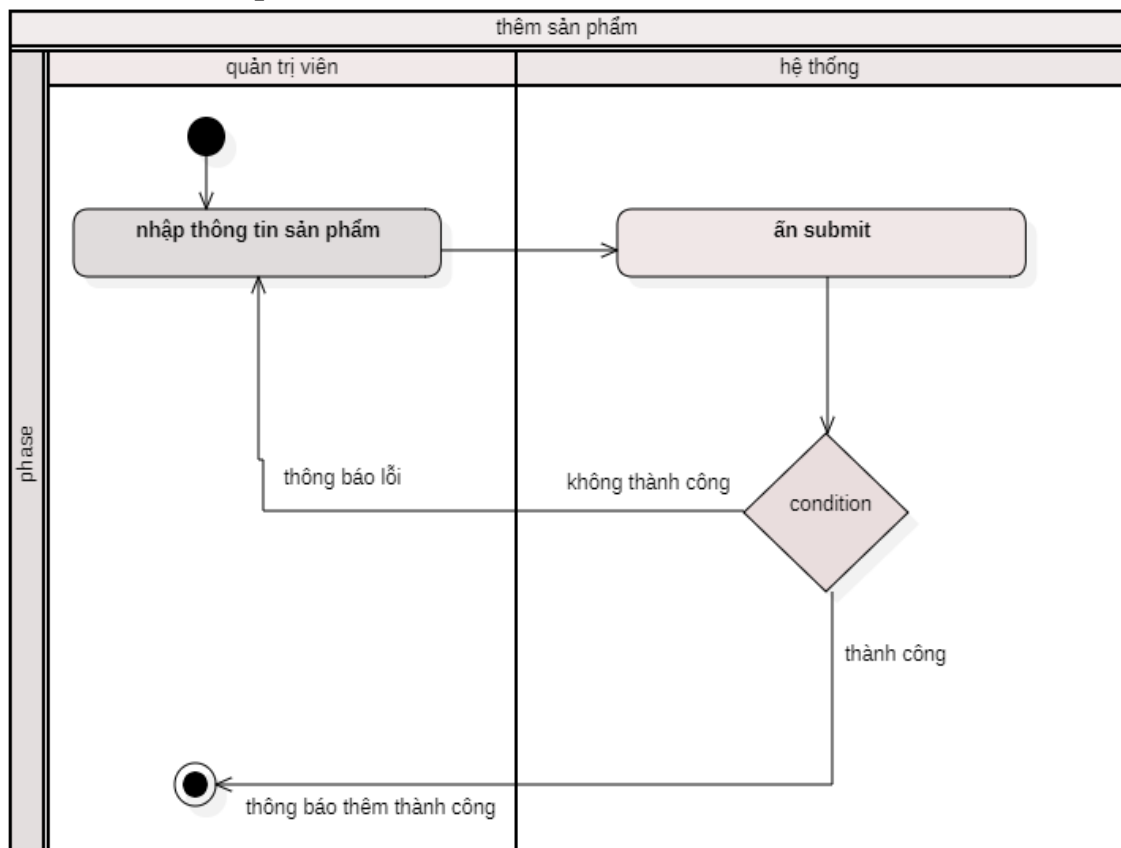 thêm sản phẩm
quản trị viên
hệ thống
nhập thông tin sản phẩm
ấn submit
phase
thông báo lỗi
không thành công
condition
thành công
thông báo thêm thành công